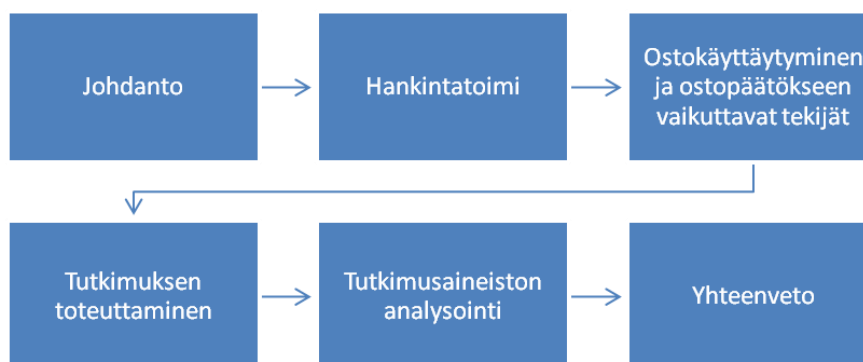 Johdanto
Hankintatoimi
Ostokäyttäytyminen
ja ostopäätökseen
vaikuttavat tekijät
Tutkimuksen
toteuttaminen
Tutkimusaineiston
analysointi
Yhteenveto